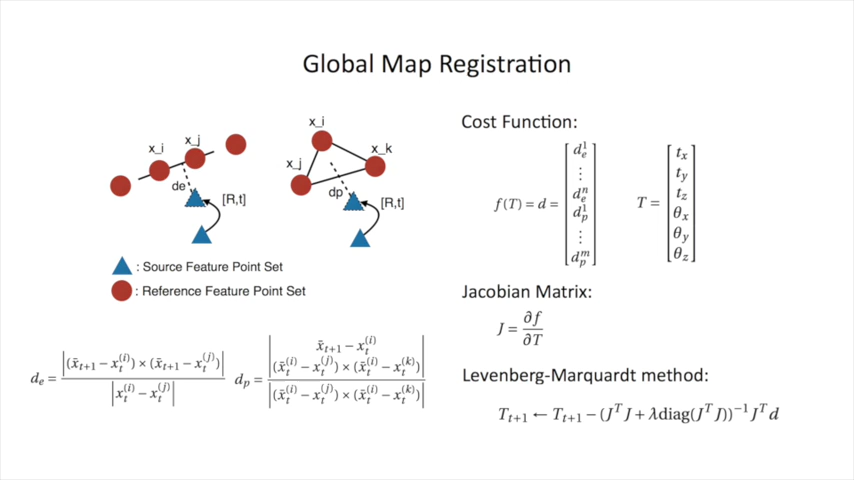 Global Map Registration
x_i
x_j
de
[R,t]
x_i
x_j
x_k
dp
[R,t]
: Source Feature Point Set
: Reference Feature Point Set
d_e = |(x̃_{t+1} − x_t^{(i)}) × (x̃_{t+1} − x_t^{(j)})| / |x_t^{(i)} − x_t^{(j)}|
d_p = | x̃_{t+1} − x_t^{(i)}
(x̃_t^{(i)} − x_t^{(j)}) × (x̃_t^{(i)} − x_t^{(k)}) | / |(x̃_t^{(i)} − x_t^{(j)}) × (x̃_t^{(i)} − x_t^{(k)})|
Cost Function:
f(T) = d = [d_e^1 ⋮ d_e^n d_p^1 ⋮ d_p^m]
T = [t_x t_y t_z θ_x θ_y θ_z]
Jacobian Matrix:
J = ∂f / ∂T
Levenberg-Marquardt method:
T_{t+1} ← T_{t+1} − (J^T J + λdiag(J^T J))^{−1} J^T d